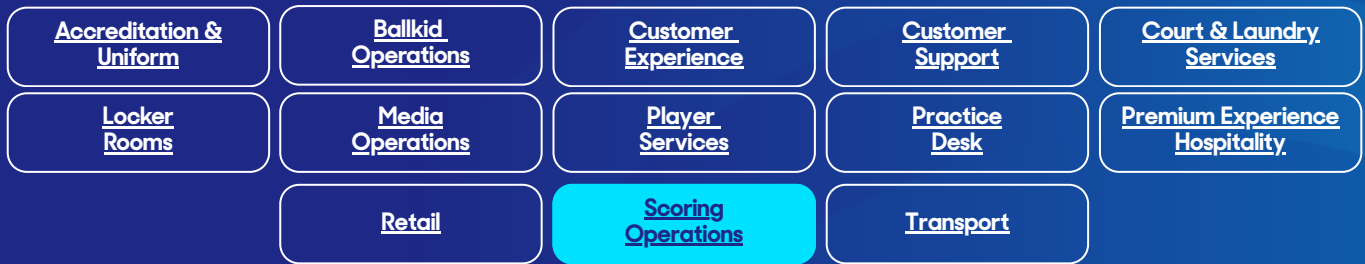 Accreditation &
Uniform
Ballkid
Operations
Customer
Experience
Customer
Support
Court & Laundry
Services
Locker
Rooms
Media
Operations
Player
Services
Practice
Desk
Premium Experience
Hospitality
Retail
Scoring
Operations
Transport